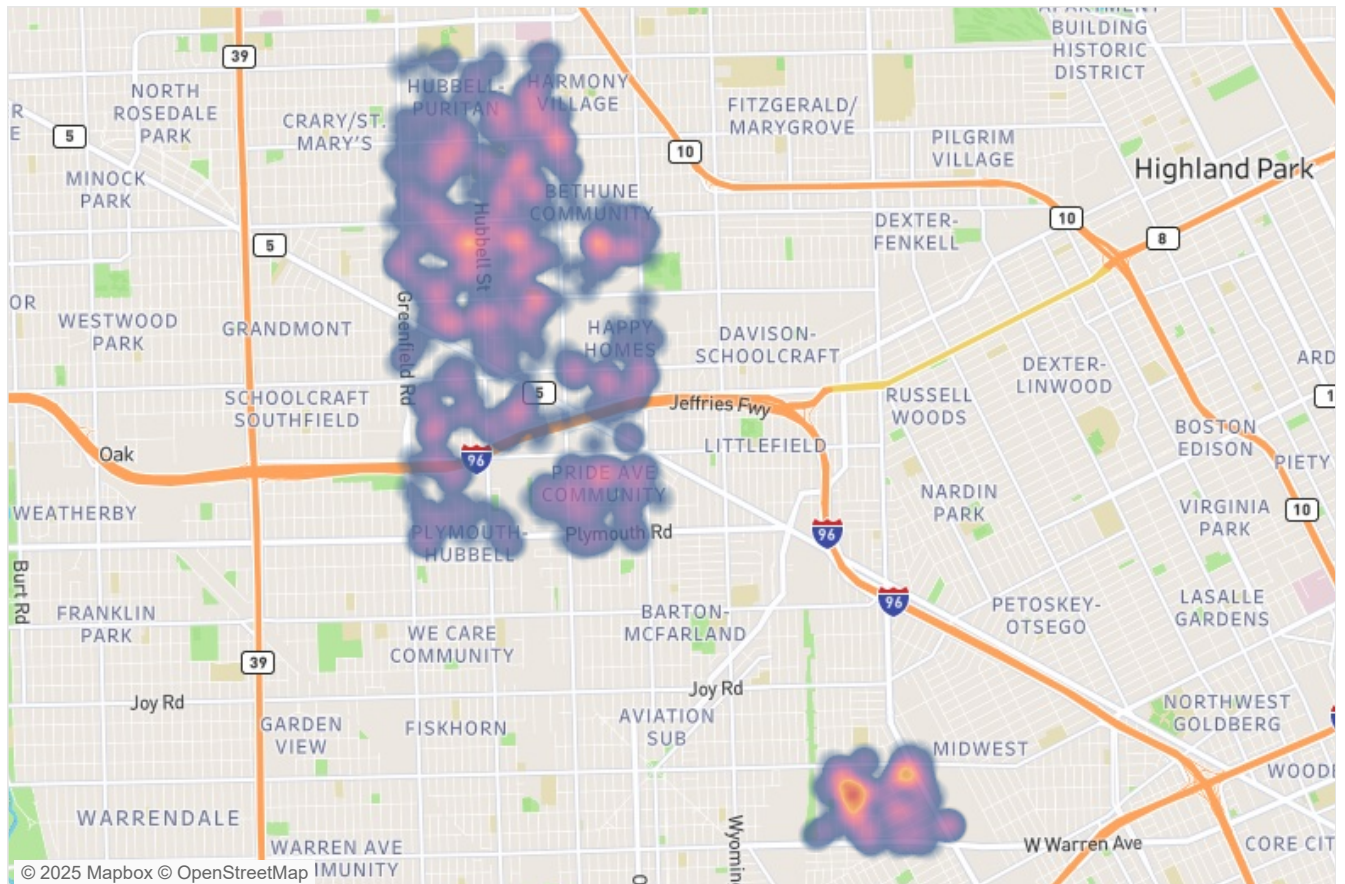 APARTMENT
BUILDING
HISTORIC
DISTRICT
39
HUBBELL-
PURITAN
HARMONY
VILLAGE
NORTH
ROSEDALE
PARK
5
CRARY/ST.
MARY'S
FITZGERALD/
MARYGROVE
10
PILGRIM
VILLAGE
Highland Park
MINOCK
PARK
BETHUNE
COMMUNITY
DEXTER-
FENKELL
10
8
5
Hubbell St
Greenfield Rd
OR
WESTWOOD
PARK
GRANDMONT
HAPPY
HOMES
DAVISON-
SCHOOLCRAFT
DEXTER-
LINWOOD
ARD
SCHOOLCRAFT
SOUTHFIELD
5
Jeffries Fwy
RUSSELL
WOODS
1
Oak
96
LITTLEFIELD
BOSTON
EDISON
PIETY
PRIDE AVE
COMMUNITY
NARDIN
PARK
WEATHERBY
VIRGINIA
PARK
10
PLYMOUTH-
HUBBELL
Plymouth Rd
96
Burt Rd
96
FRANKLIN
PARK
WE CARE
COMMUNITY
BARTON-
MCFARLAND
PETOSKEY-
OTSEGO
LASALLE
GARDENS
39
Joy Rd
Joy Rd
GARDEN
VIEW
FISKHORN
AVIATION
SUB
MIDWEST
NORTHWEST
GOLDBERG
WOODB
WARRENDALE
Wyomin
W Warren Ave
CORE CIT
WARREN AVE
MMUNITY
© 2025 Mapbox © OpenStreetMap